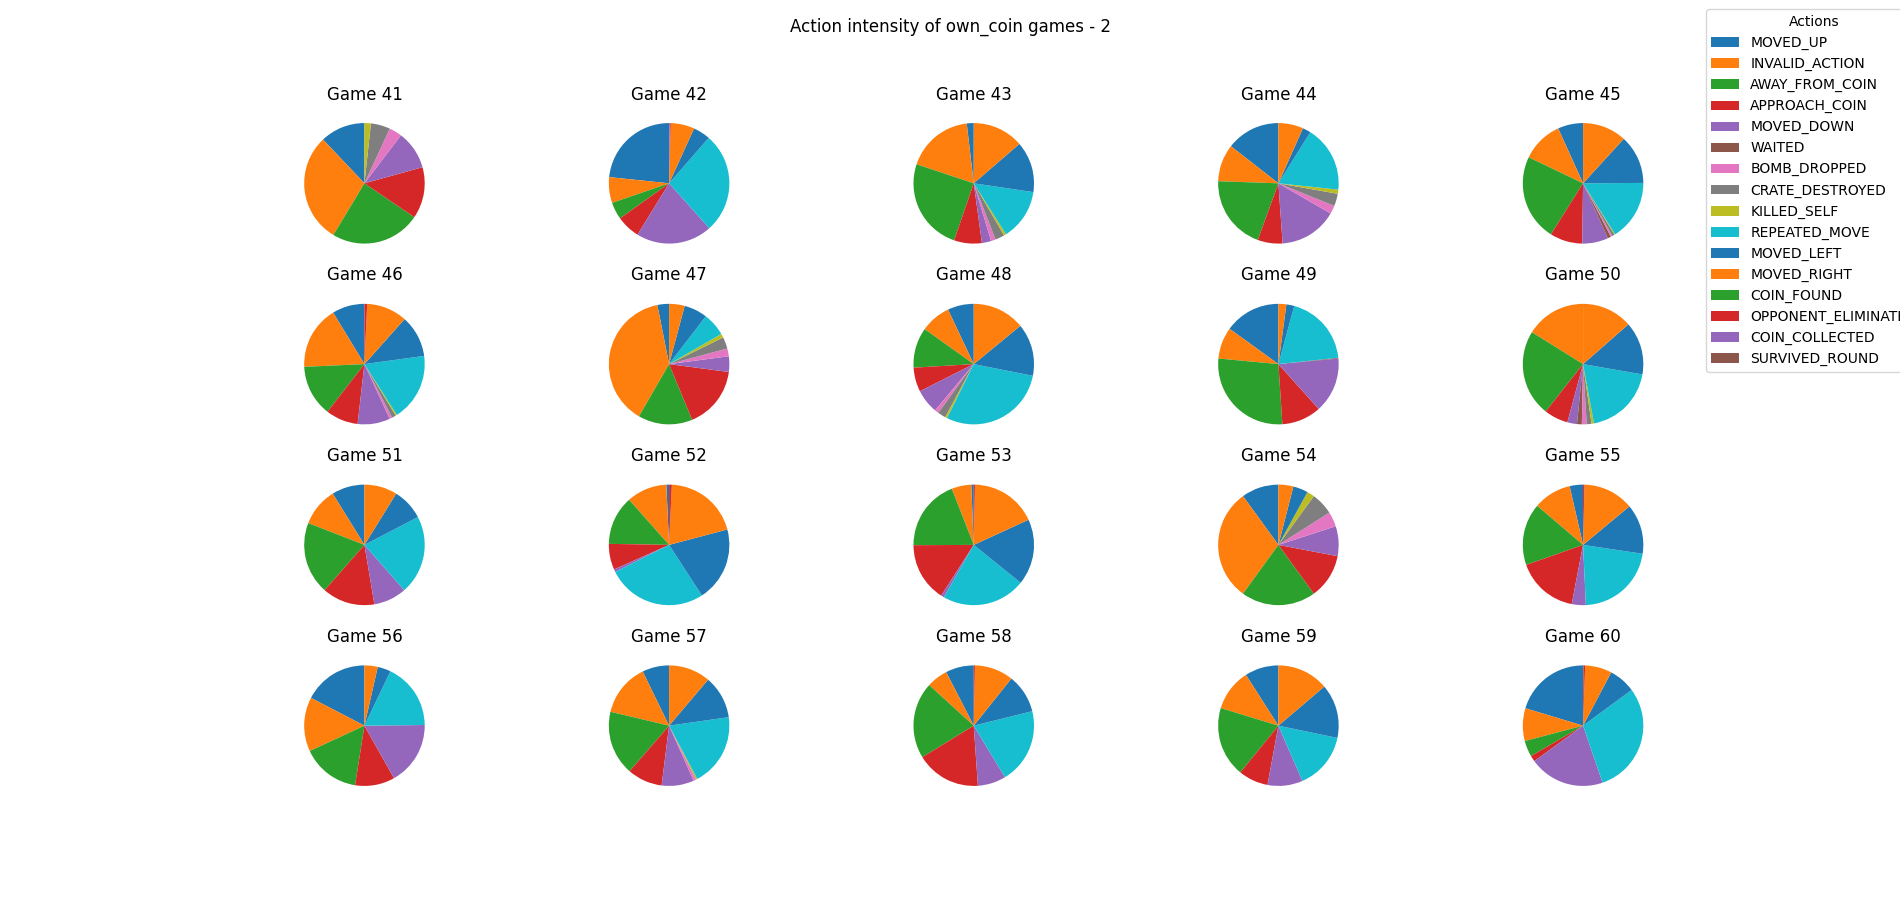 Action intensity of own_coin games - 2
Game 41
Game 42
Game 43
Game 44
Game 45
Game 46
Game 47
Game 48
Game 49
Game 50
Game 51
Game 52
Game 53
Game 54
Game 55
Game 56
Game 57
Game 58
Game 59
Game 60
Actions
MOVED_UP
INVALID_ACTION
AWAY_FROM_COIN
APPROACH_COIN
MOVED_DOWN
WAITED
BOMB_DROPPED
CRATE_DESTROYED
KILLED_SELF
REPEATED_MOVE
MOVED_LEFT
MOVED_RIGHT
COIN_FOUND
OPPONENT_ELIMINATE
COIN_COLLECTED
SURVIVED_ROUND